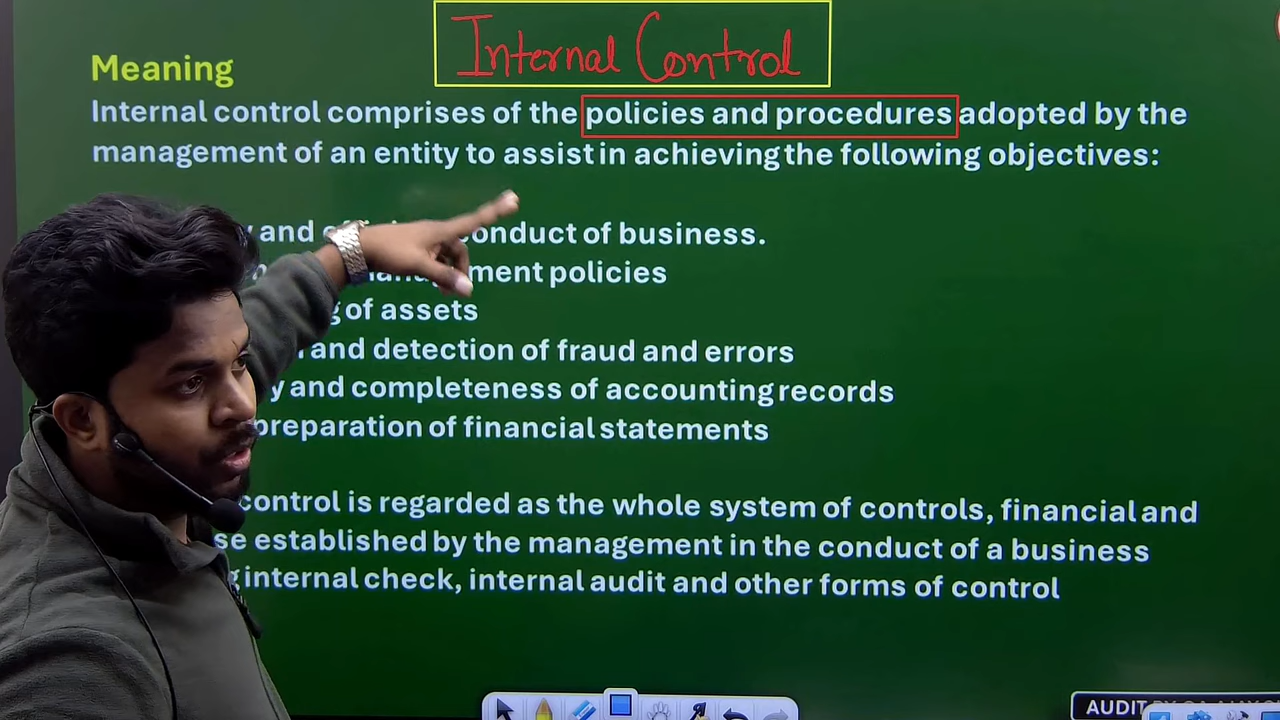 Internal Control
Meaning
Internal control comprises of the policies and procedures adopted by the
management of an entity to assist in achieving the following objectives:
and conduct of business.
policies
of assets
and detection of fraud and errors
and completeness of accounting records
preparation of financial statements
control is regarded as the whole system of controls, financial and
established by the management in the conduct of a business
internal check, internal audit and other forms of control
AUDIT BY CA